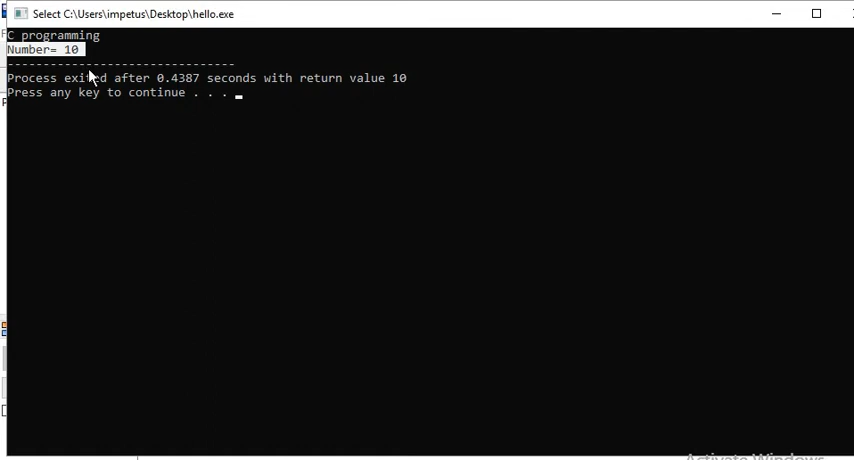 Select C:\Users\impetus\Desktop\hello.exe
C programming
Number= 10
--------------------------------
Process exited after 0.4387 seconds with return value 10
Press any key to continue . . .
Activate Windows